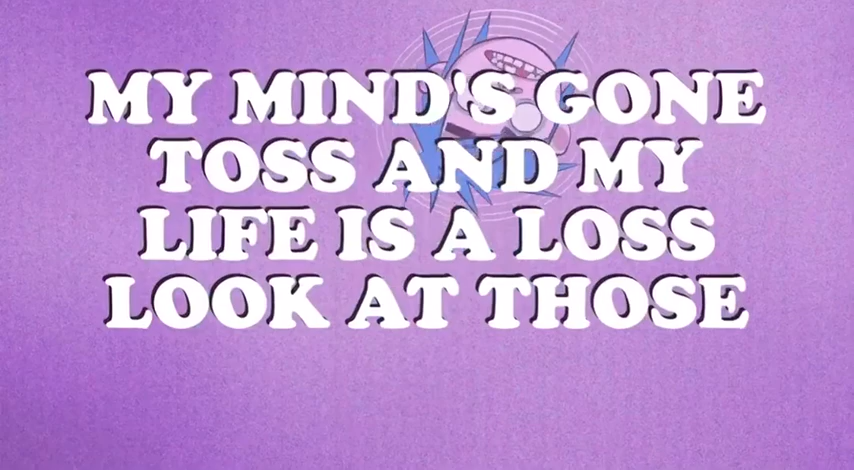 MY MIND'S GONE
TOSS AND MY
LIFE IS A LOSS
LOOK AT THOSE